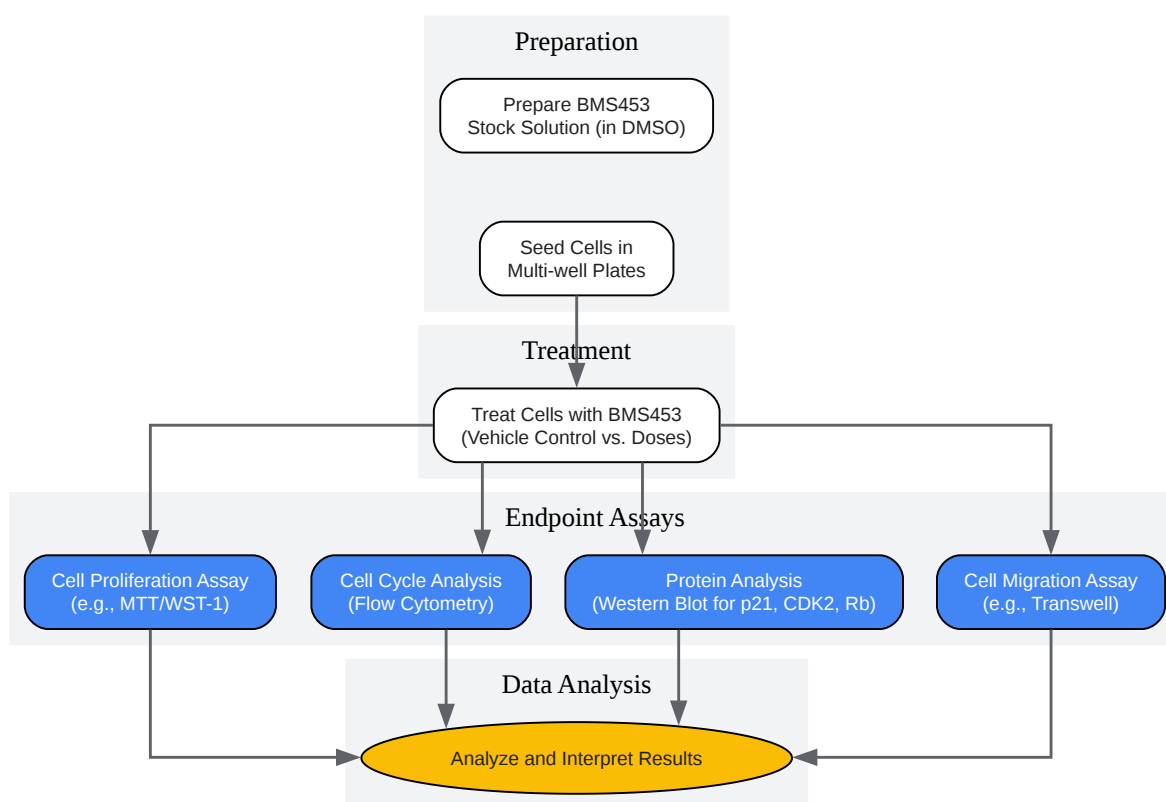 Preparation
Prepare BMS453
Stock Solution (in DMSO)
Seed Cells in
Multi-well Plates
Treatment
Treat Cells with BMS453
(Vehicle Control vs. Doses)
Endpoint Assays
Cell Proliferation Assay
(e.g., MTT/WST-1)
Cell Cycle Analysis
(Flow Cytometry)
Protein Analysis
(Western Blot for p21, CDK2, Rb)
Cell Migration Assay
(e.g., Transwell)
Data Analysis
Analyze and Interpret Results